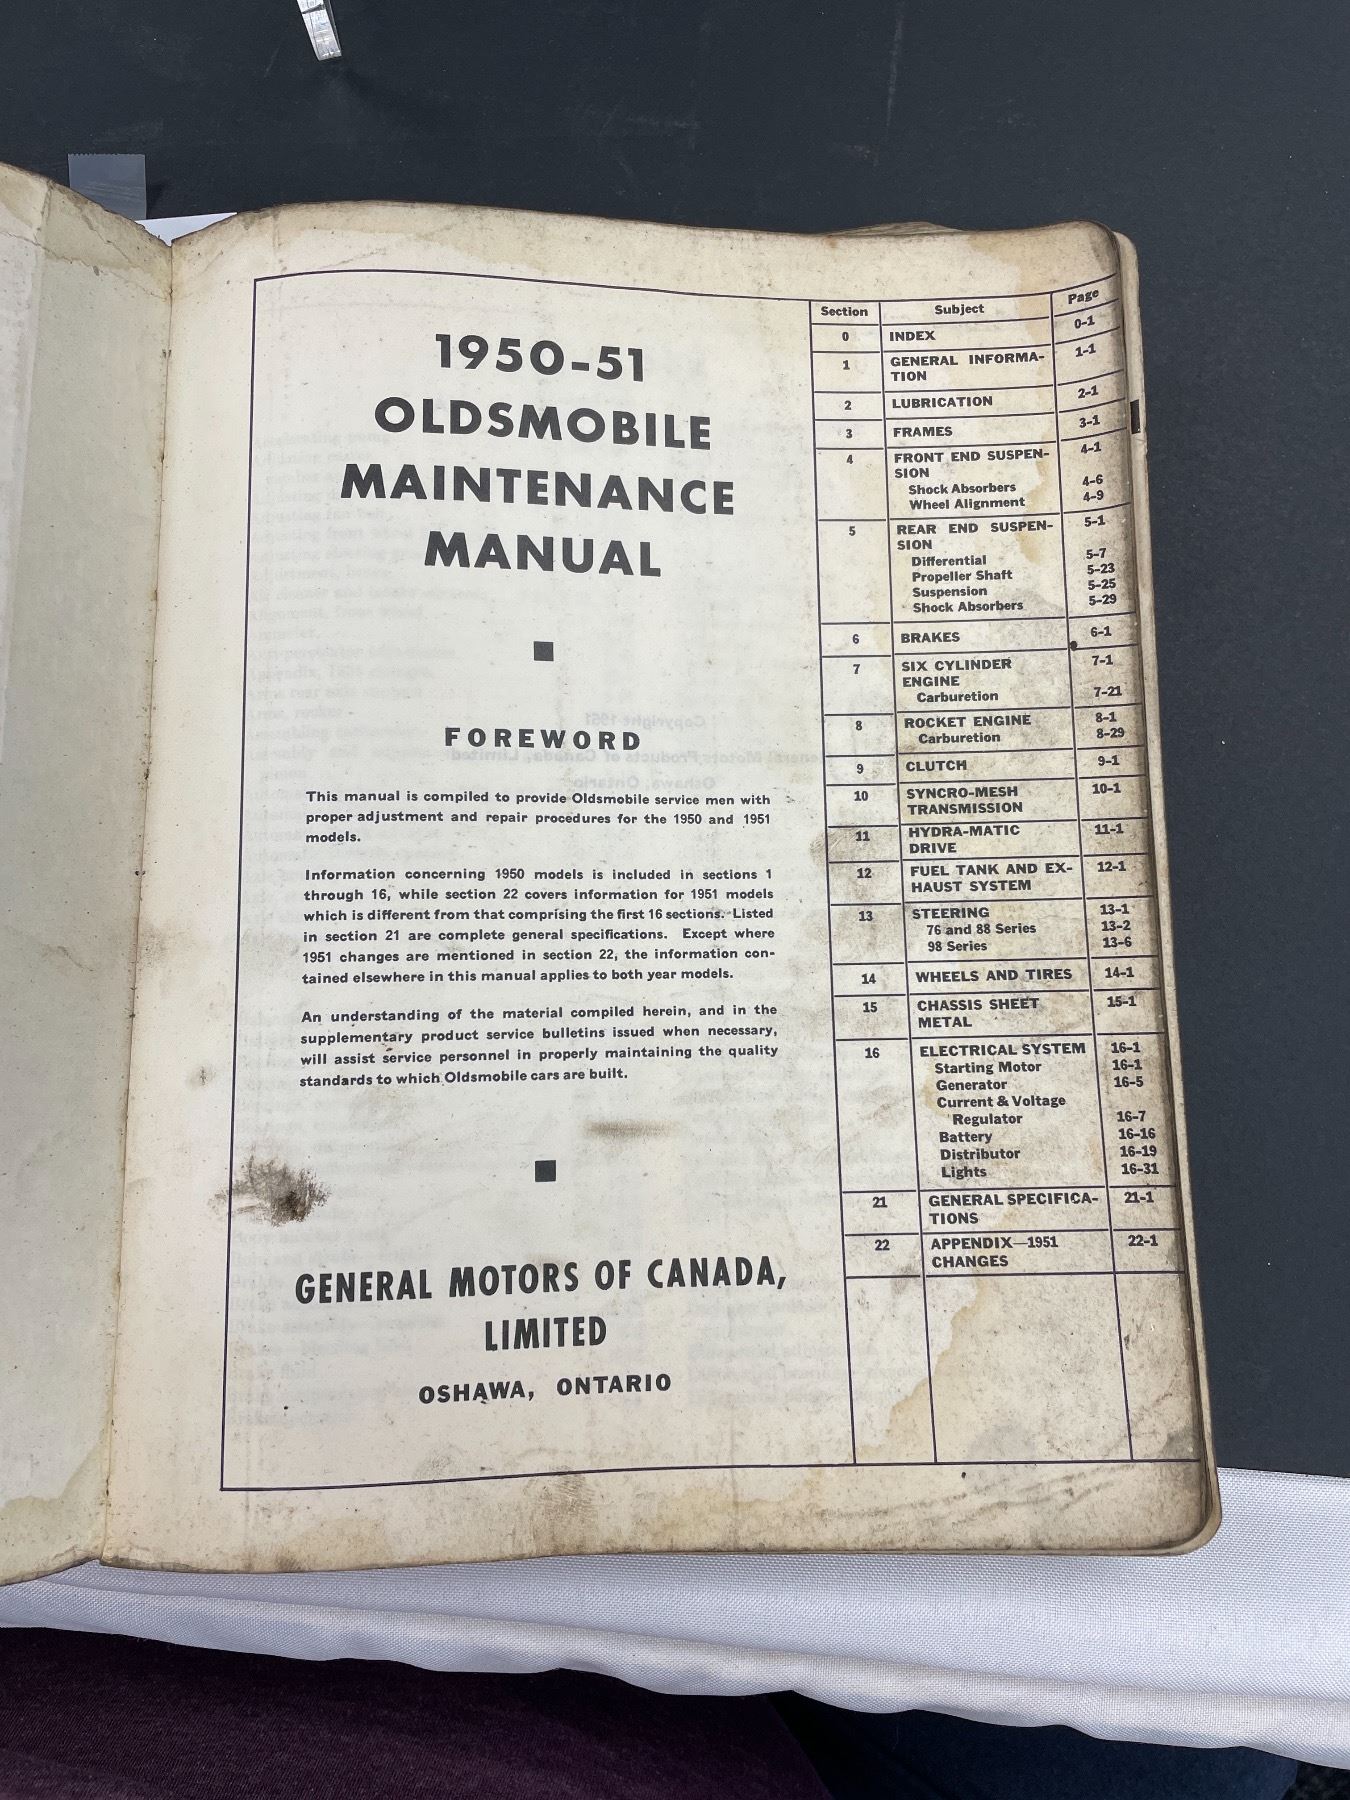 1950-51
OLDSMOBILE
MAINTENANCE
MANUAL
FOREWORD
This manual is compiled to provide Oldsmobile service men with
proper adjustment and repair procedures for the 1950 and 1951
models.
Information concerning 1950 models is included in sections 1
through 16, while section 22 covers information for 1951 models
which is different from that comprising the first 16 sections. Listed
in section 21 are complete general specifications. Except where
1951 changes are mentioned in section 22, the information con-
tained elsewhere in this manual applies to both year models.
An understanding of the material compiled herein, and in the
supplementary product service bulletins issued when necessary,
will assist service personnel in properly maintaining the quality
standards to which Oldsmobile cars are built.
GENERAL MOTORS OF CANADA,
LIMITED
OSHAWA, ONTARIO
Section Subject Page
0 INDEX 0-1
1 GENERAL INFORMA- 1-1
TION
2 LUBRICATION 2-1
3 FRAMES 3-1
4 FRONT END SUSPEN- 4-1
SION
Shock Absorbers 4-6
Wheel Alignment 4-9
5 REAR END SUSPEN- 5-1
SION
Differential 5-7
Propeller Shaft 5-23
Suspension 5-25
Shock Absorbers 5-29
6 BRAKES 6-1
7 SIX CYLINDER 7-1
ENGINE
Carburetion 7-21
8 ROCKET ENGINE 8-1
Carburetion 8-29
9 CLUTCH 9-1
10 SYNCRO-MESH 10-1
TRANSMISSION
11 HYDRA-MATIC 11-1
DRIVE
12 FUEL TANK AND EX- 12-1
HAUST SYSTEM
13 STEERING 13-1
76 and 88 Series 13-2
98 Series 13-6
14 WHEELS AND TIRES 14-1
15 CHASSIS SHEET 15-1
METAL
16 ELECTRICAL SYSTEM 16-1
Starting Motor 16-1
Generator 16-5
Current & Voltage
Regulator 16-7
Battery 16-16
Distributor 16-19
Lights 16-31
21 GENERAL SPECIFICA- 21-1
TIONS
22 APPENDIX—1951 22-1
CHANGES